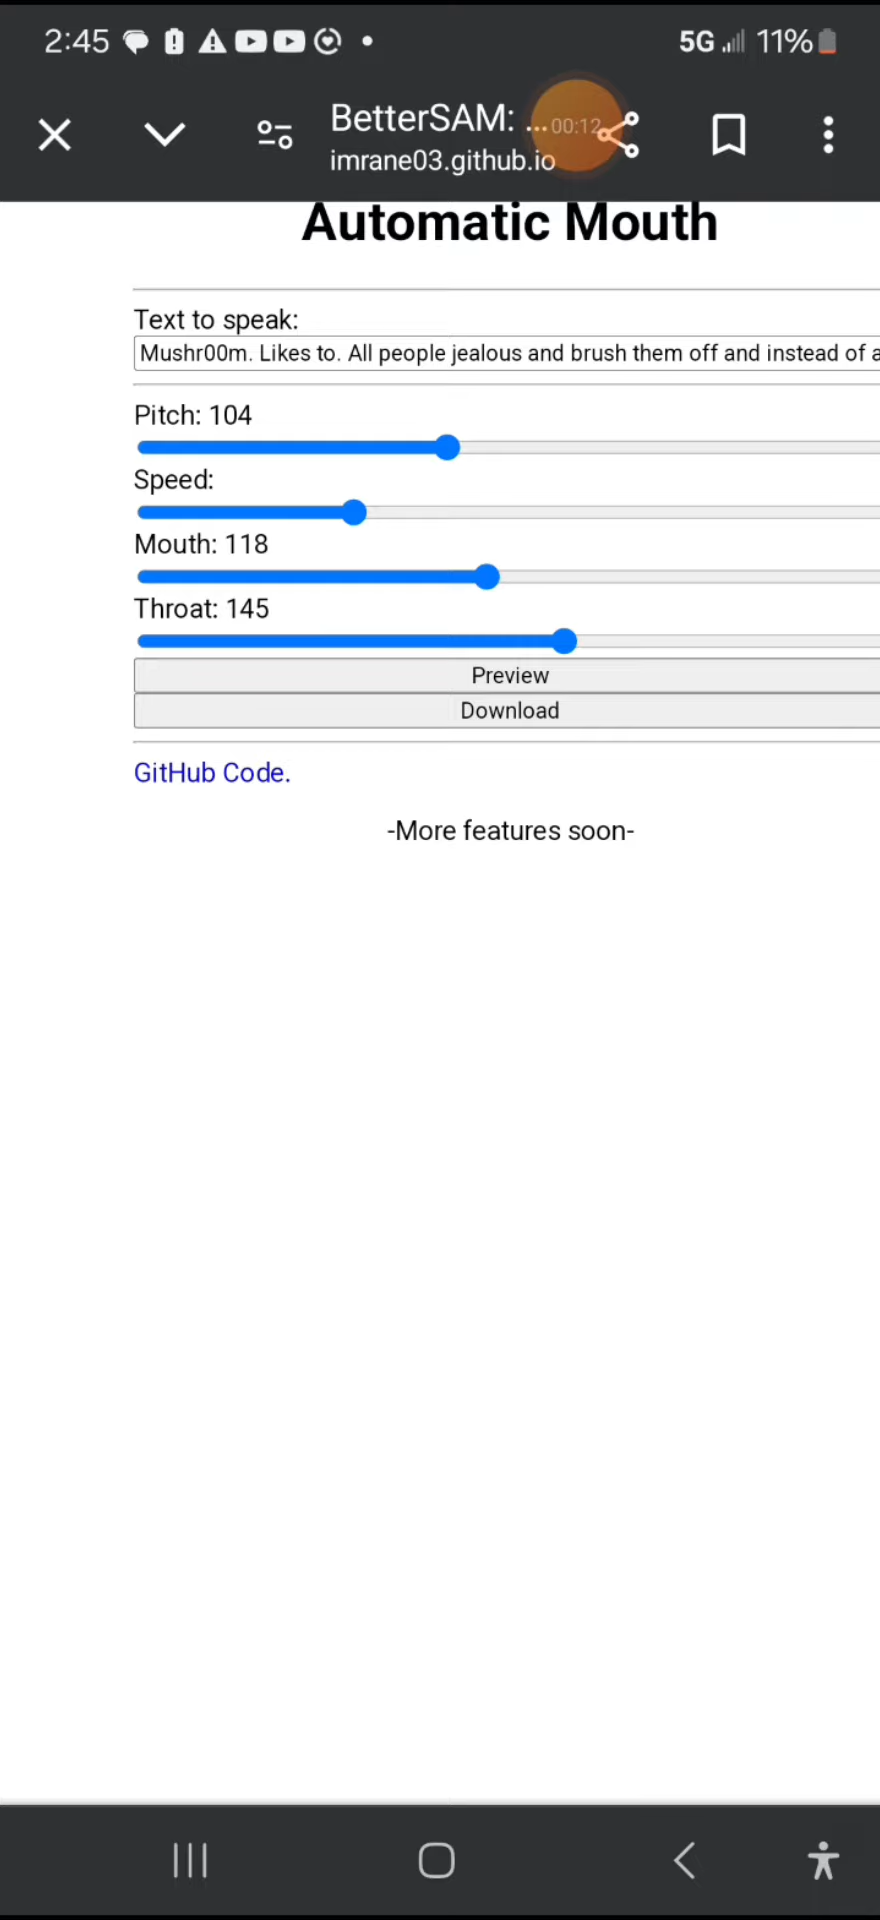 2:45 5G 11%
BetterSAM: ... 00:12
imrane03.github.io
Automatic Mouth
Text to speak:
Mushr00m. Likes to. All people jealous and brush them off and instead of a
Pitch: 104
Speed:
Mouth: 118
Throat: 145
Preview
Download
GitHub Code.
-More features soon-